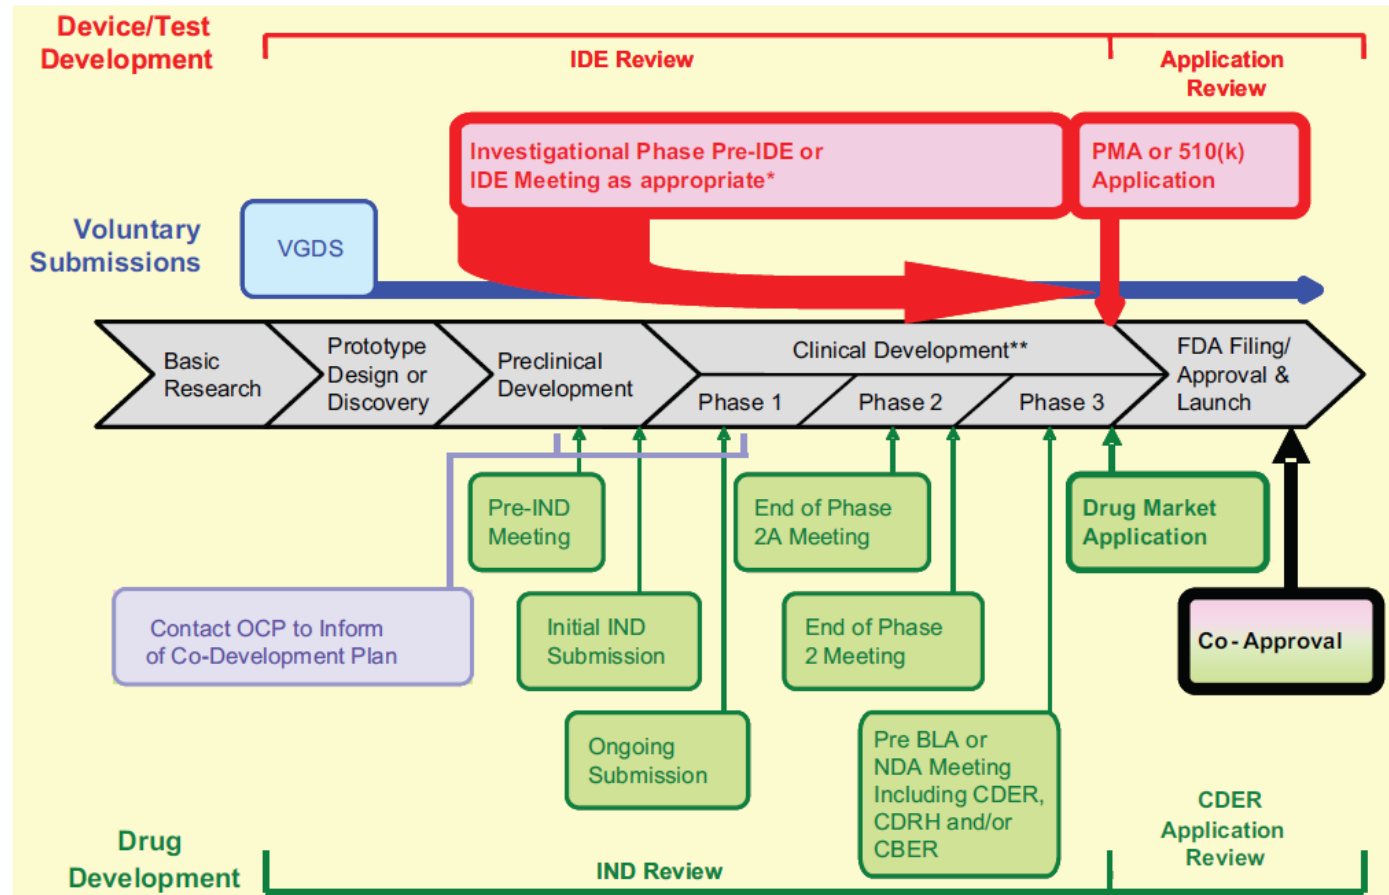 Device/Test
Development
IDE Review
Application
Review
Investigational Phase Pre-IDE or
IDE Meeting as appropriate*
PMA or 510(k)
Application
Voluntary
Submissions
VGDS
Basic
Research
Prototype
Design or
Discovery
Preclinical
Development
Clinical Development**
Phase 1
Phase 2
Phase 3
FDA Filing/
Approval &
Launch
Pre-IND
Meeting
End of Phase
2A Meeting
Drug Market
Application
Contact OCP to Inform
of Co-Development Plan
Initial IND
Submission
End of Phase
2 Meeting
Co-Approval
Ongoing
Submission
Pre BLA or
NDA Meeting
Including CDER,
CDRH and/or
CBER
CDER
Application
Review
Drug
Development
IND Review